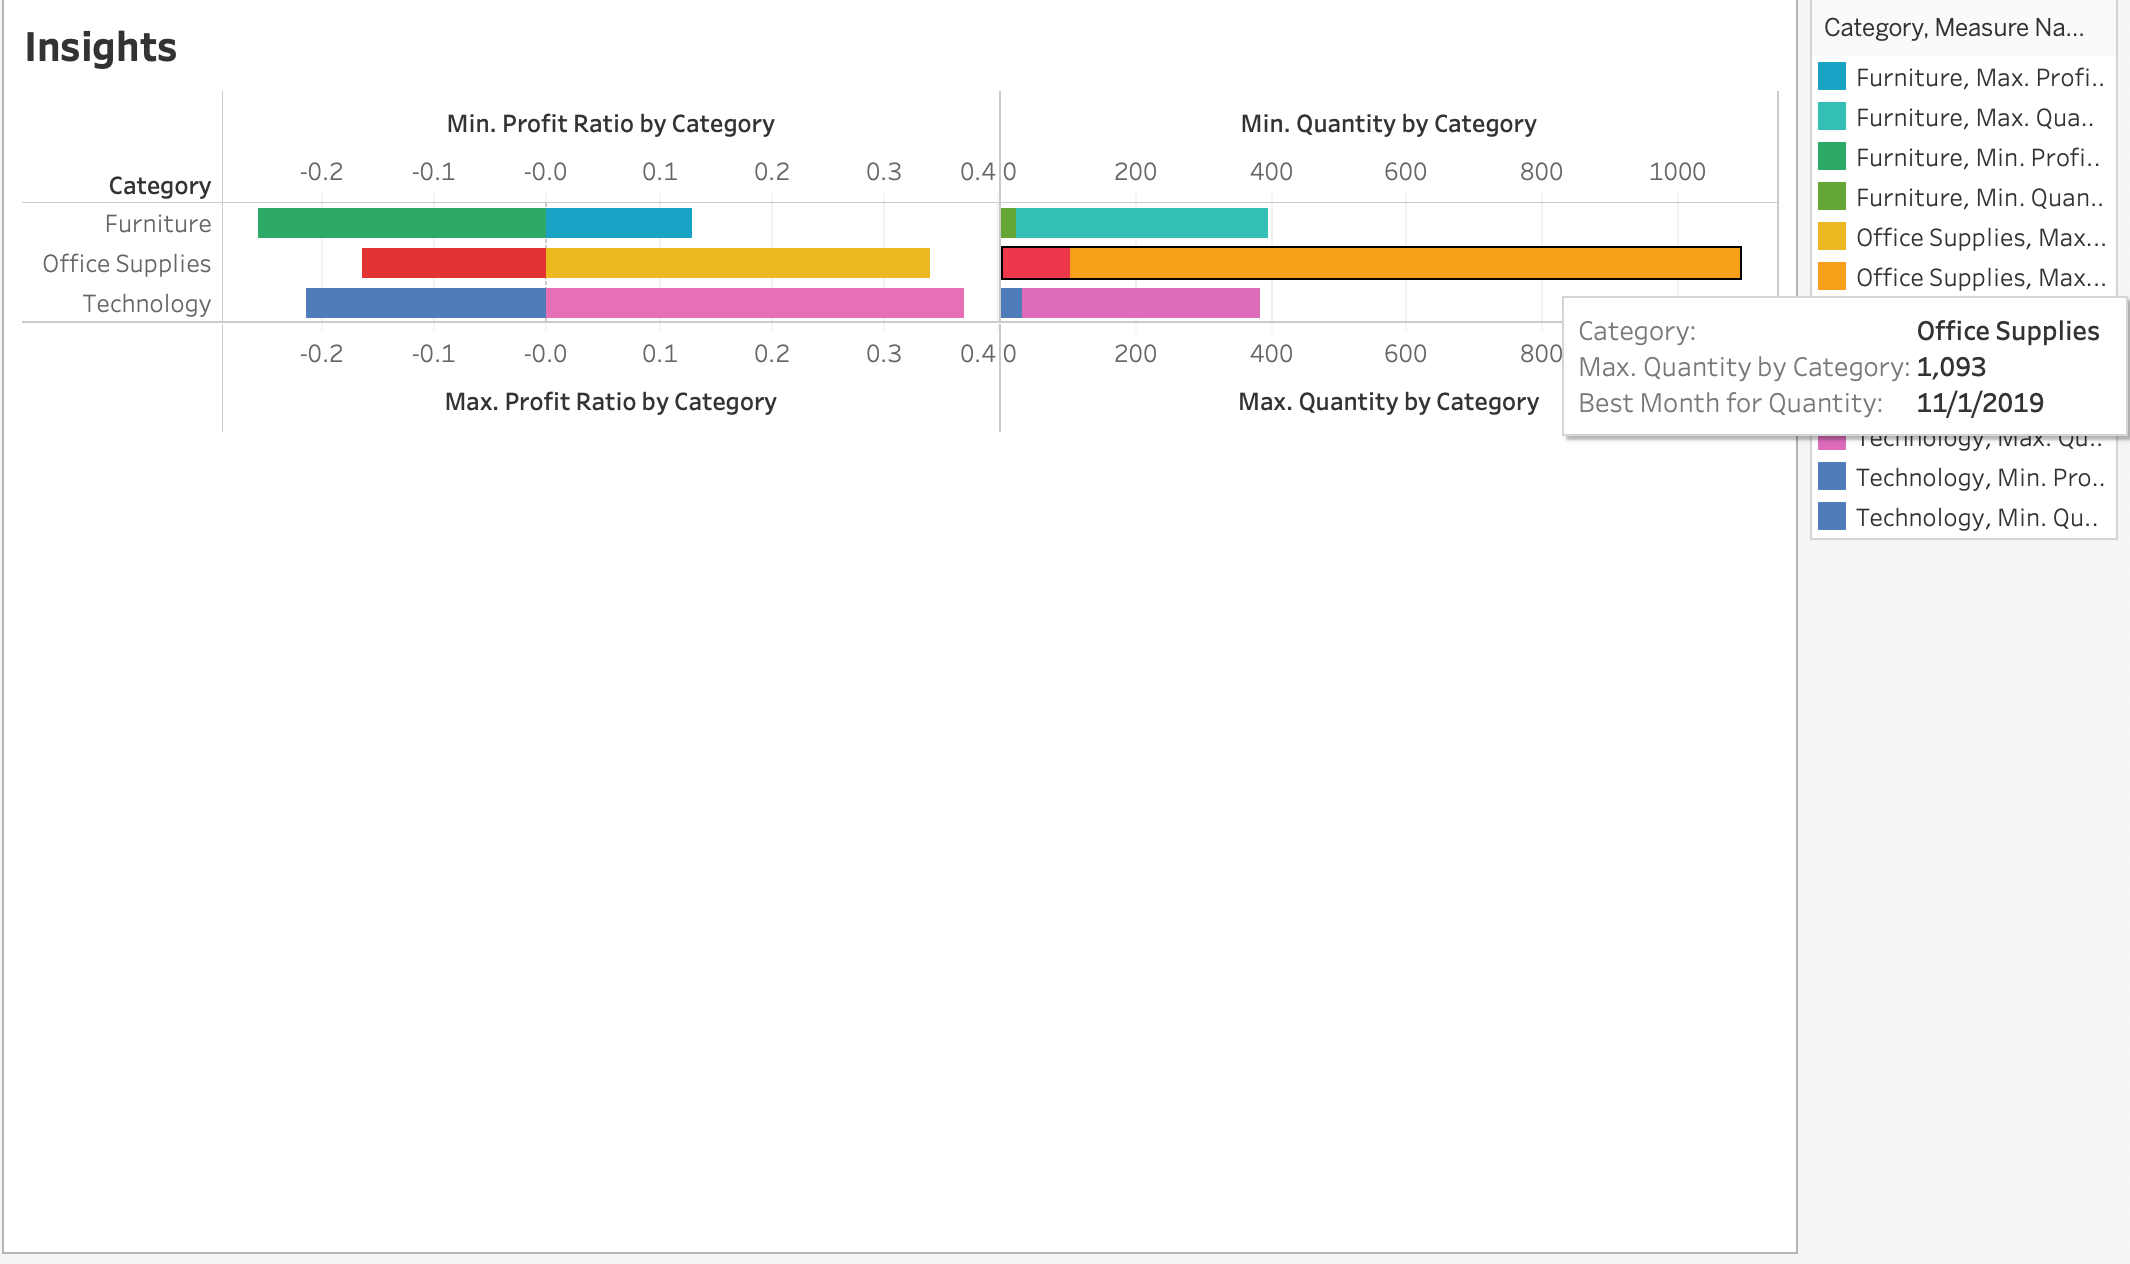 Insights
Min. Profit Ratio by Category
Min. Quantity by Category
Category
-0.2 -0.1 -0.0 0.1 0.2 0.3 0.4
0 200 400 600 800 1000
Furniture
Office Supplies
Technology
-0.2 -0.1 -0.0 0.1 0.2 0.3 0.4
0 200 400 600 800
Max. Profit Ratio by Category
Max. Quantity by Category
Category, Measure Na...
Furniture, Max. Profi..
Furniture, Max. Qua..
Furniture, Min. Profi..
Furniture, Min. Quan..
Office Supplies, Max...
Office Supplies, Max...
Category: Office Supplies
Max. Quantity by Category: 1,093
Best Month for Quantity: 11/1/2019
Technology, Max. Qu..
Technology, Min. Pro..
Technology, Min. Qu..